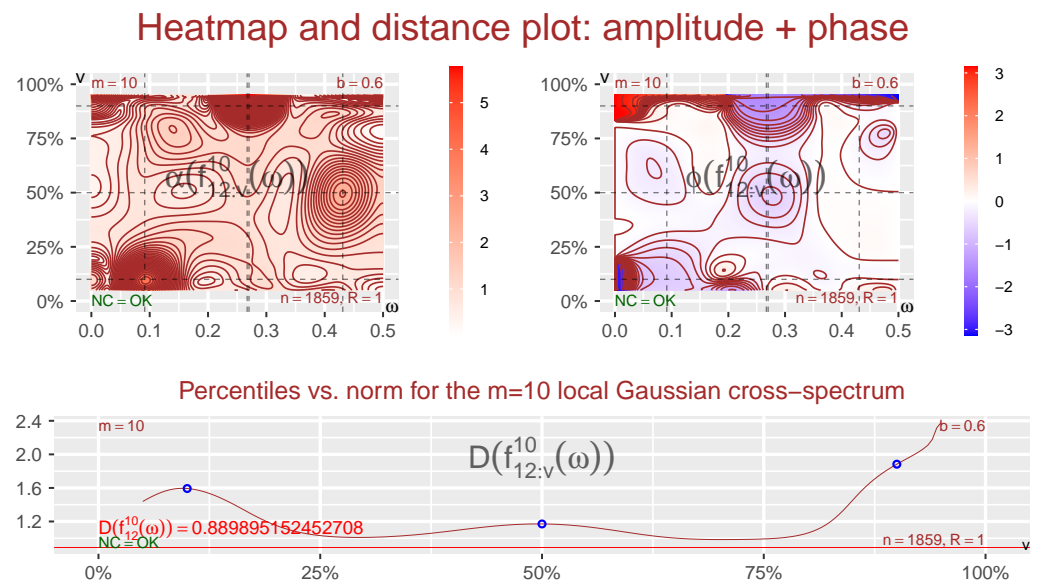 Heatmap and distance plot: amplitude + phase
v
m = 10
b = 0.6
100%
75%
50%
25%
0%
α(f¹⁰₁₂:ᵥ(ω))
NC = OK
n = 1859, R = 1
ω
0.0 0.1 0.2 0.3 0.4 0.5
5
4
3
2
1
v
m = 10
b = 0.6
100%
75%
50%
25%
0%
ϕ(f¹⁰₁₂:ᵥ(ω))
NC = OK
n = 1859, R = 1
ω
0.0 0.1 0.2 0.3 0.4 0.5
3
2
1
0
−1
−2
−3
Percentiles vs. norm for the m=10 local Gaussian cross−spectrum
2.4
2.0
1.6
1.2
m = 10
b = 0.6
D(f¹⁰₁₂:ᵥ(ω))
D(f¹⁰₁₂(ω)) = 0.889895152452708
NC = OK
n = 1859, R = 1
v
0% 25% 50% 75% 100%